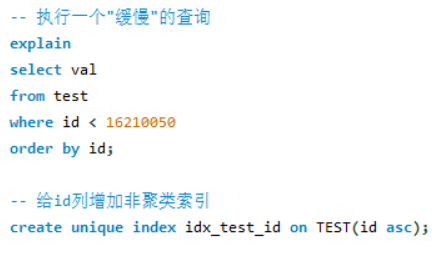 -- 执行一个"缓慢"的查询
explain
select val
from test
where id < 16210050
order by id;
-- 给id列增加非聚类索引
create unique index idx_test_id on TEST(id asc);